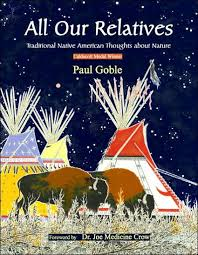 All Our Relatives
Traditional Native American Thoughts about Nature
Caldecott Medal Winner
Paul Goble
Foreword by Dr. Joe Medicine Crow